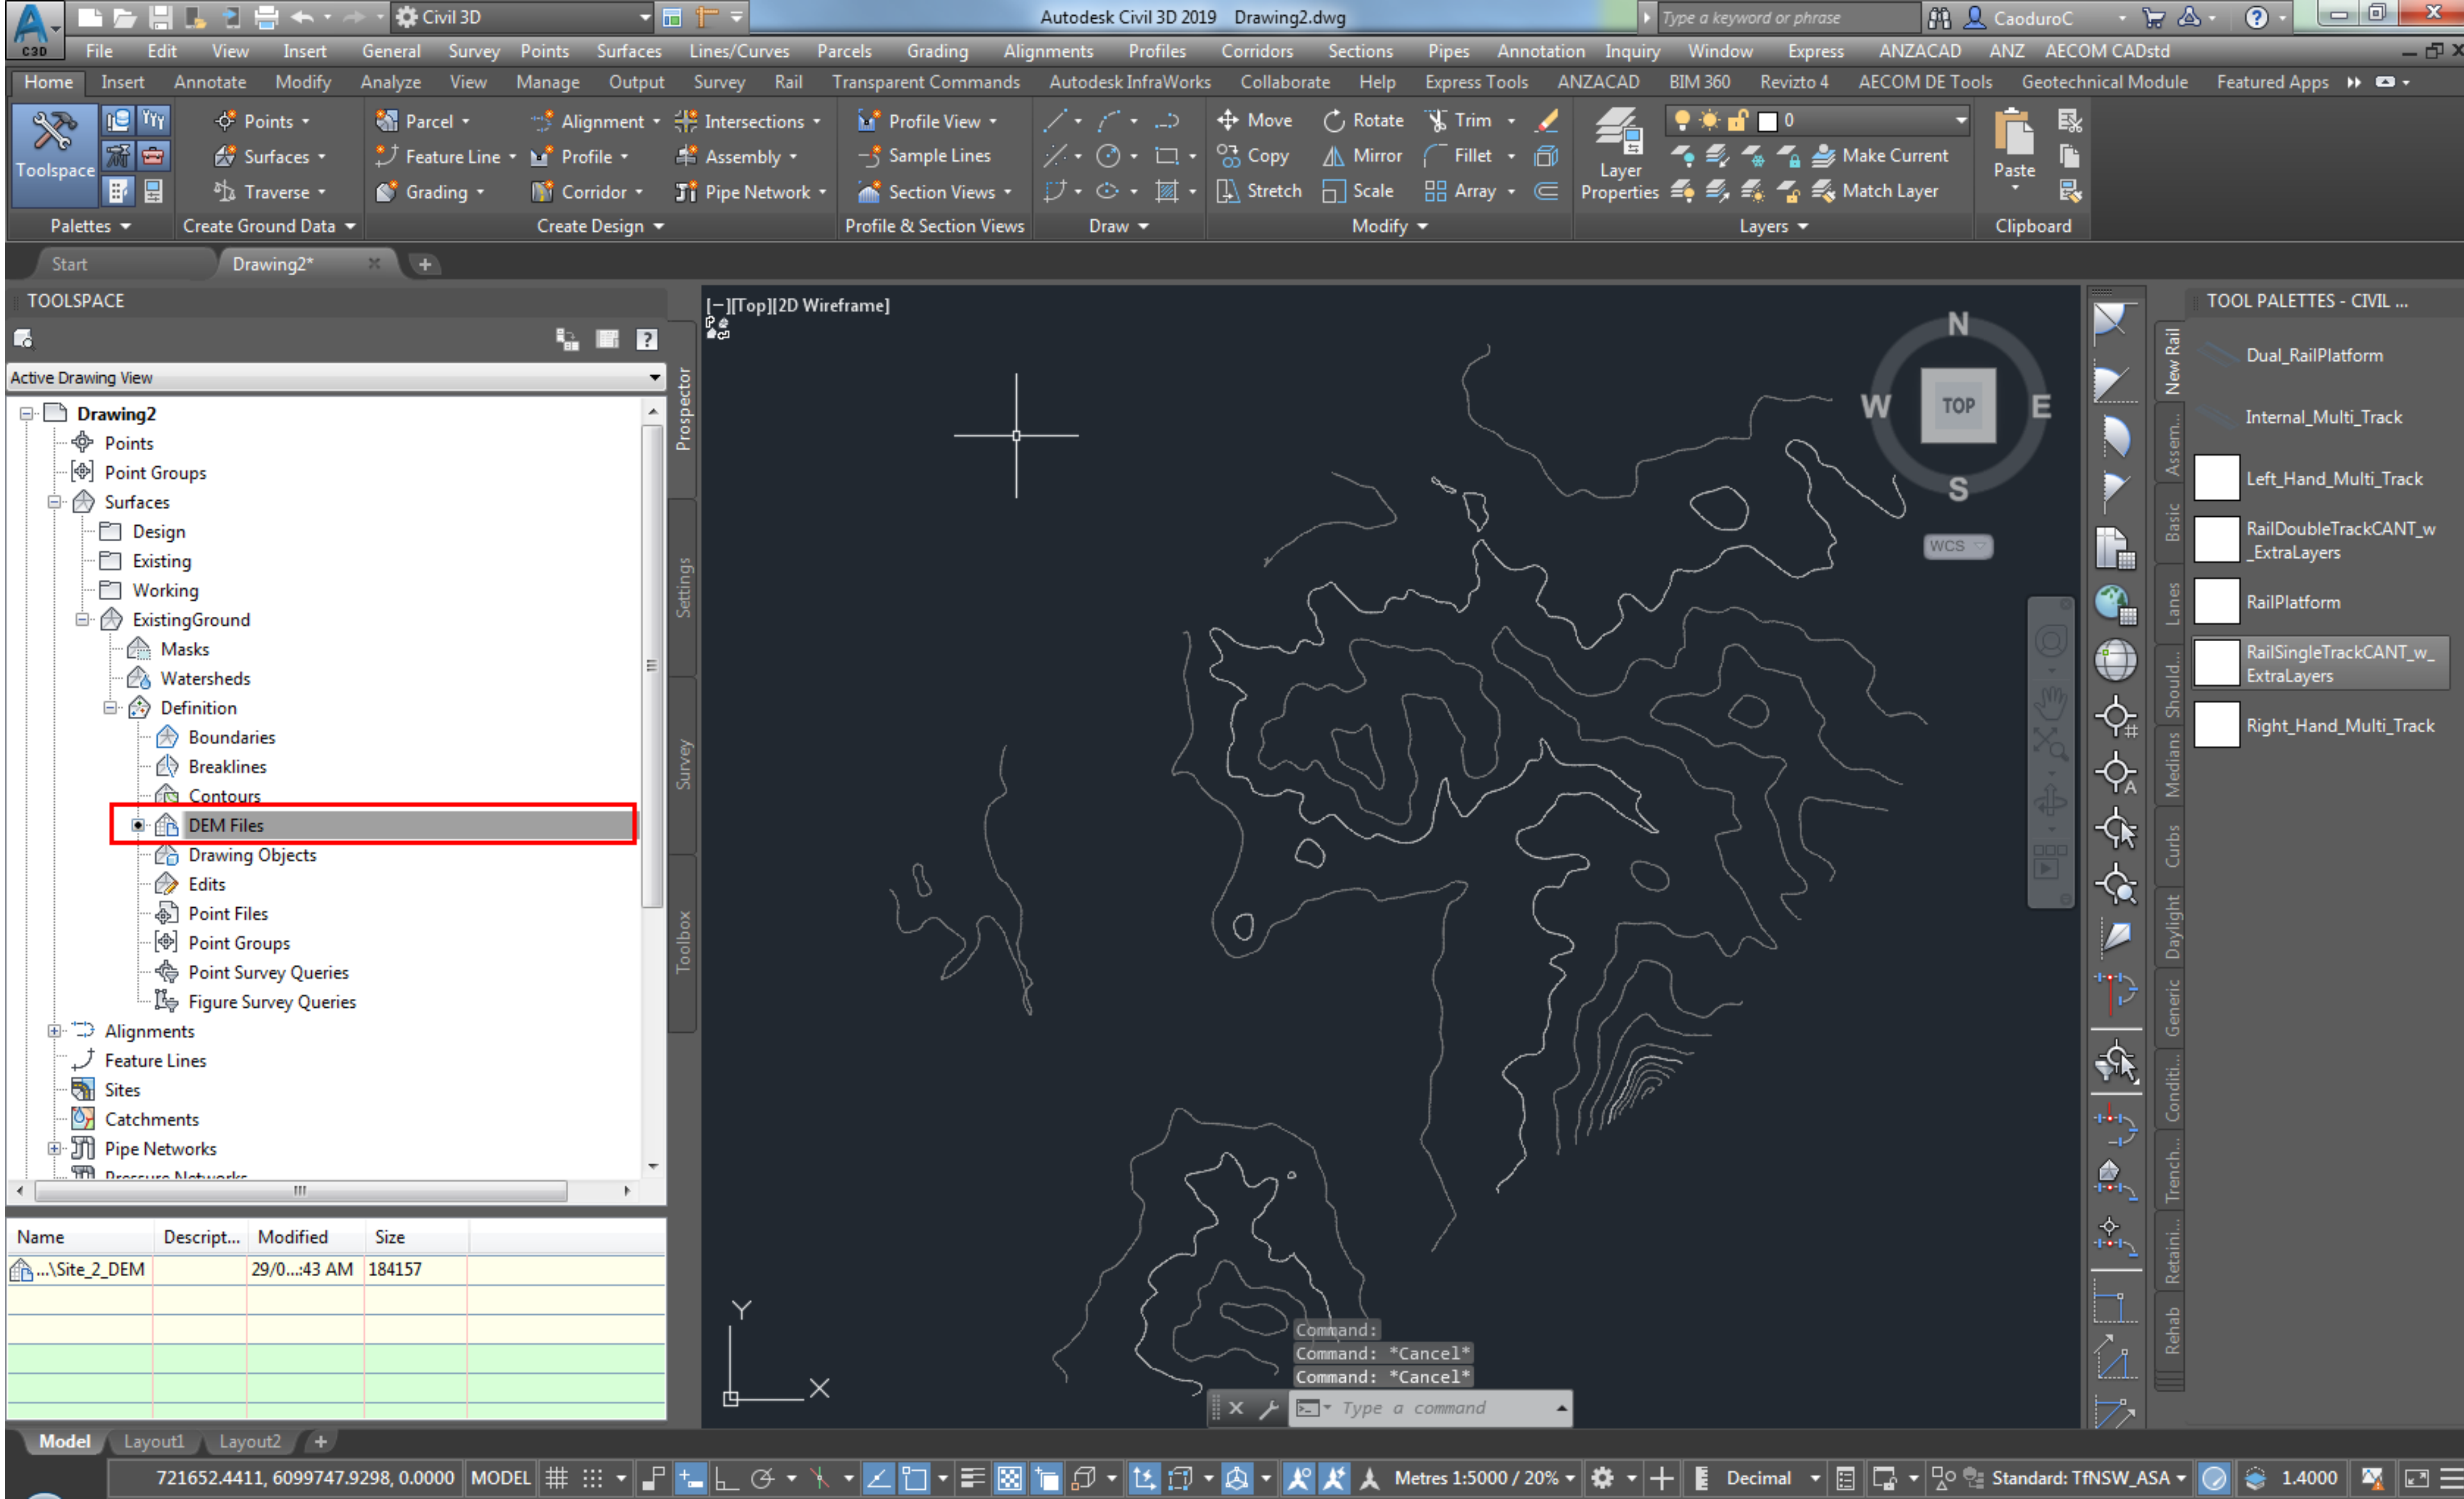 Civil 3D
Autodesk Civil 3D 2019 Drawing2.dwg
Type a keyword or phrase
CaoduroC
C3D
File Edit View Insert General Survey Points Surfaces Lines/Curves Parcels Grading Alignments Profiles Corridors Sections Pipes Annotation Inquiry Window Express ANZACAD ANZ AECOM CADstd
Home Insert Annotate Modify Analyze View Manage Output Survey Rail Transparent Commands Autodesk InfraWorks Collaborate Help Express Tools ANZACAD BIM 360 Revizto 4 AECOM DE Tools Geotechnical Module Featured Apps
Points Parcel Alignment Intersections Profile View Move Rotate Trim 0
Surfaces Feature Line Profile Assembly Sample Lines Copy Mirror Fillet Make Current
Toolspace Layer Properties Paste
Traverse Grading Corridor Pipe Network Section Views Stretch Scale Array Match Layer
Palettes Create Ground Data Create Design Profile & Section Views Draw Modify Layers Clipboard
Start Drawing2* +
TOOLSPACE
Active Drawing View
Drawing2
Points
Point Groups
Surfaces
Design
Existing
Working
ExistingGround
Masks
Watersheds
Definition
Boundaries
Breaklines
Contours
DEM Files
Drawing Objects
Edits
Point Files
Point Groups
Point Survey Queries
Figure Survey Queries
Alignments
Feature Lines
Sites
Catchments
Pipe Networks
Pressure Networks
Name Descript... Modified Size
...\Site_2_DEM 29/0...:43 AM 184157
Prospector
Settings
Survey
Toolbox
[−][Top][2D Wireframe]
N
W TOP E
S
WCS
Y
X
Command:
Command: *Cancel*
Command: *Cancel*
Type a command
TOOL PALETTES - CIVIL ...
New Rail
Assem...
Basic
Lanes
Should...
Medians
Curbs
Daylight
Generic
Conditi...
Trench...
Retaini...
Rehab
Dual_RailPlatform
Internal_Multi_Track
Left_Hand_Multi_Track
RailDoubleTrackCANT_w
_ExtraLayers
RailPlatform
RailSingleTrackCANT_w_
ExtraLayers
Right_Hand_Multi_Track
Model Layout1 Layout2 +
721652.4411, 6099747.9298, 0.0000 MODEL Metres 1:5000 / 20% Decimal Standard: TfNSW_ASA 1.4000